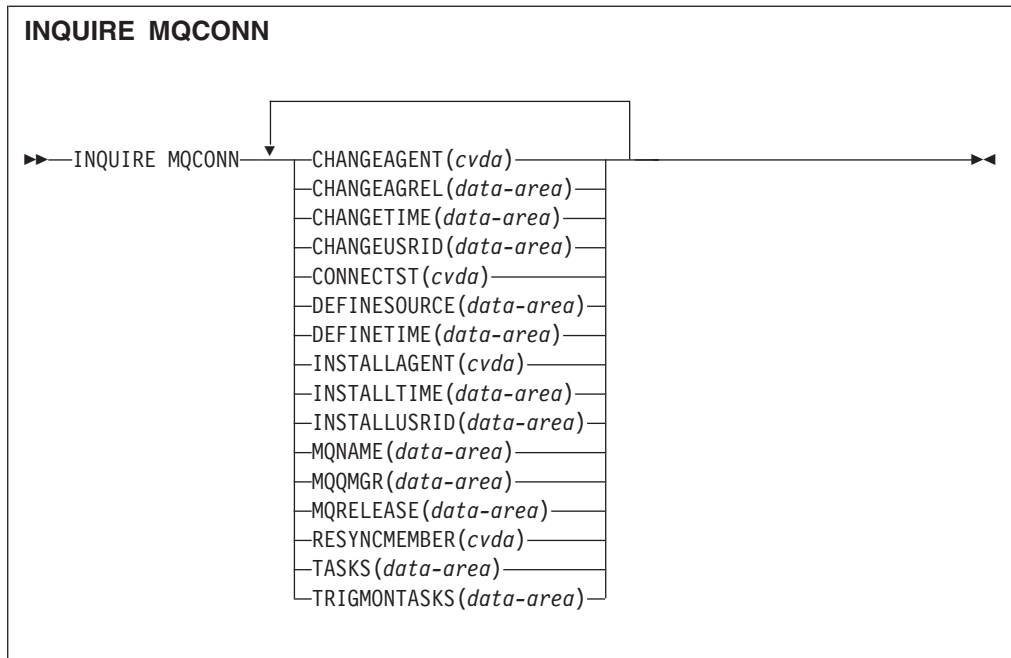 INQUIRE MQCONN
INQUIRE MQCONN
CHANGEAGENT(cvda)
CHANGEAGREL(data-area)
CHANGETIME(data-area)
CHANGEUSRID(data-area)
CONNECTST(cvda)
DEFINESOURCE(data-area)
DEFINETIME(data-area)
INSTALLAGENT(cvda)
INSTALLTIME(data-area)
INSTALLUSRID(data-area)
MQNAME(data-area)
MQQMGR(data-area)
MQRELEASE(data-area)
RESYNCMEMBER(cvda)
TASKS(data-area)
TRIGMONTASKS(data-area)